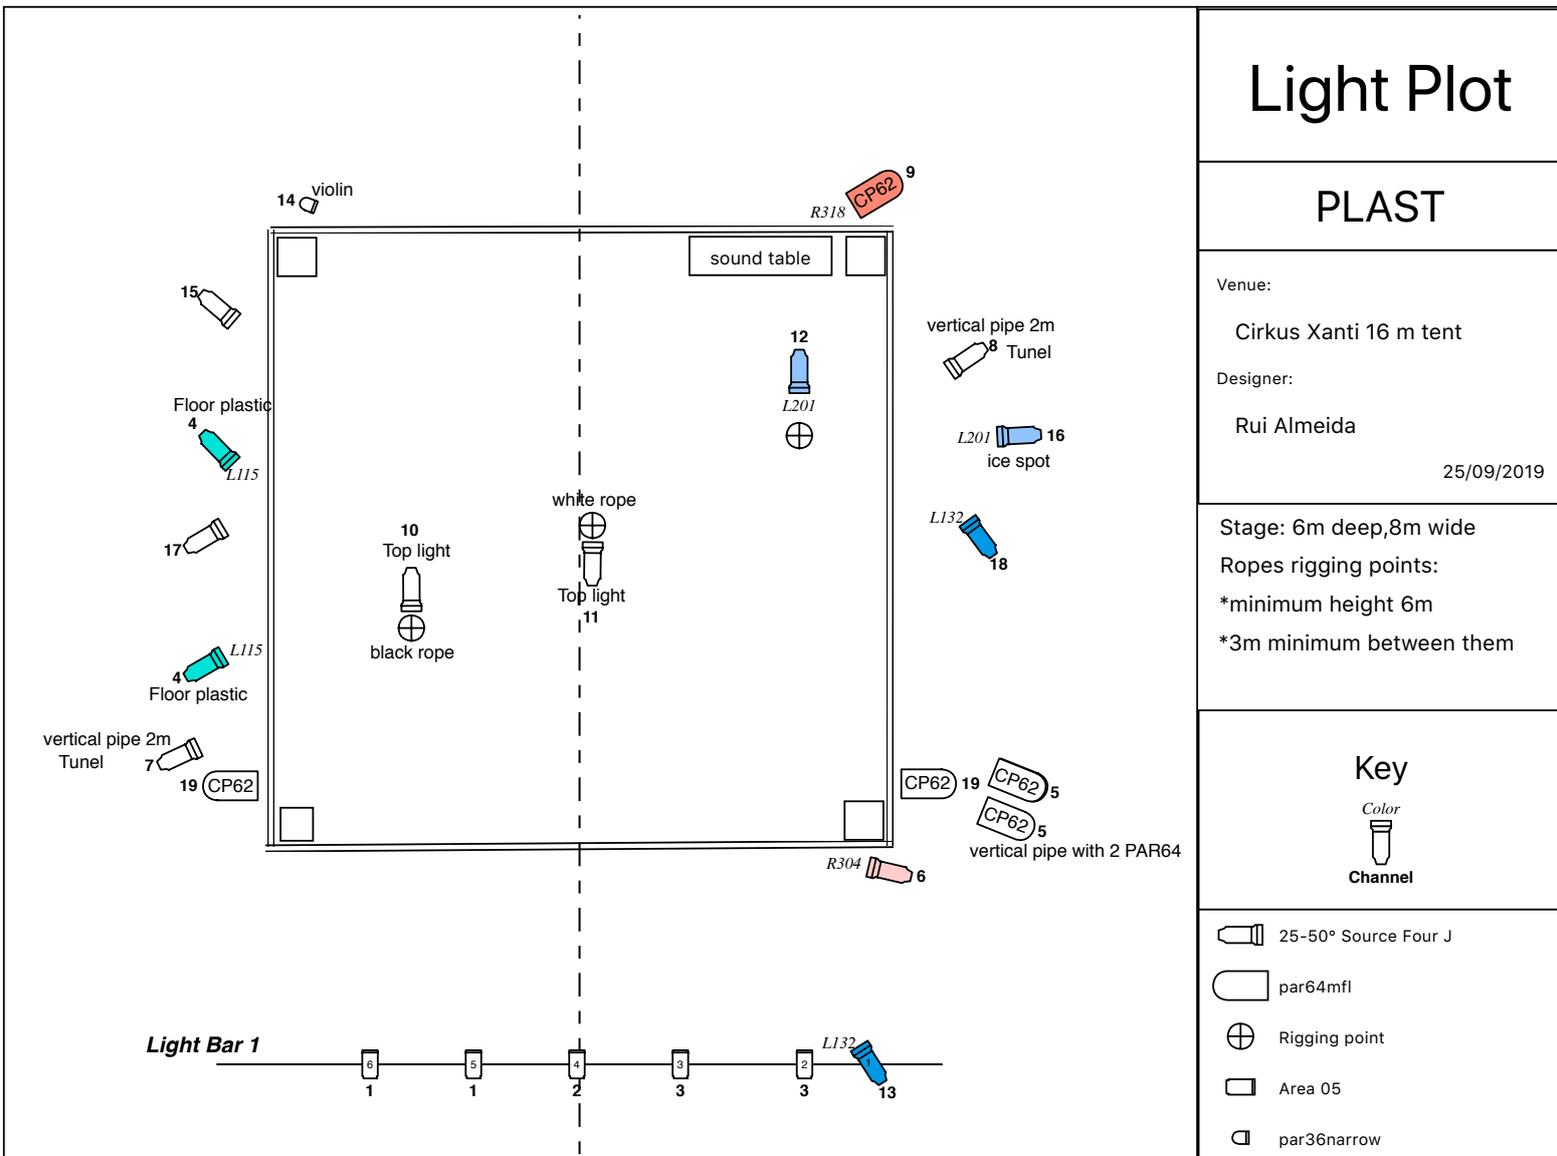 Light Plot
PLAST
Venue:
Cirkus Xanti 16 m tent
Designer:
Rui Almeida
25/09/2019
Stage: 6m deep,8m wide
Ropes rigging points:
*minimum height 6m
*3m minimum between them
Key
Color
Channel
25-50° Source Four J
par64mfl
Rigging point
Area 05
par36narrow
14 violin
CP62 9
R318
sound table
15
12
L201
vertical pipe 2m
8 Tunel
Floor plastic
4
L115
L201 16
ice spot
white rope
Top light
11
10
Top light
black rope
17
L132
18
L115
4
Floor plastic
vertical pipe 2m
Tunel 7
19 CP62
CP62 19
CP62 5
CP62 5
vertical pipe with 2 PAR64
R304 6
Light Bar 1
L132
6 5 4 3 2 1
1 1 2 3 3 13